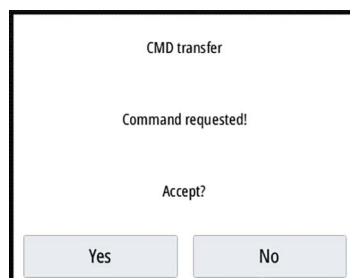 CMD transfer
Command requested!
Accept?
Yes
No